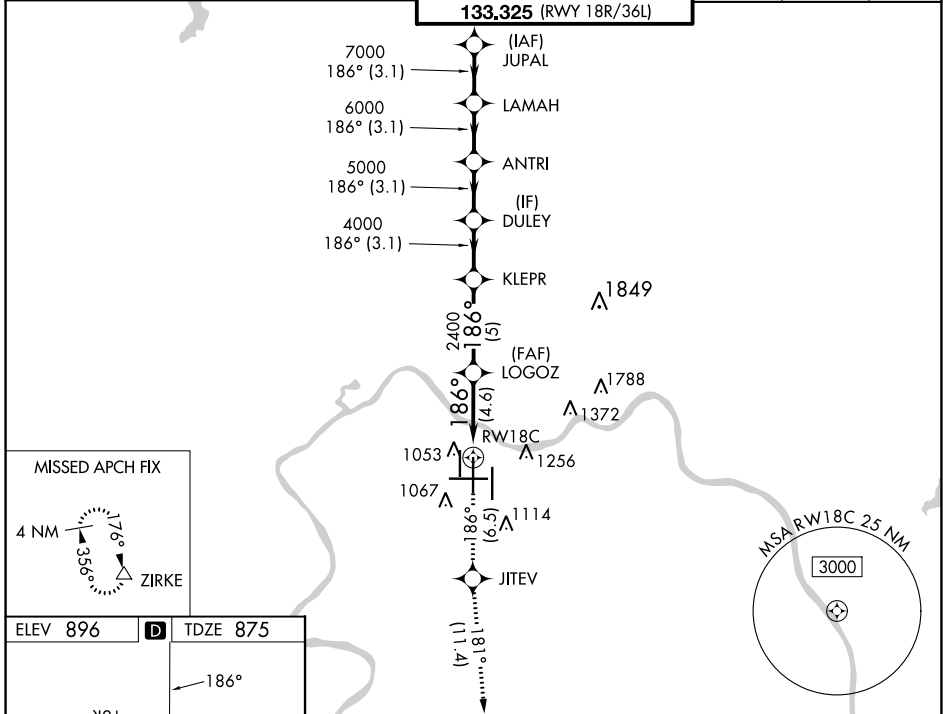 133.325 (RWY 18R/36L)
(IAF)
JUPAL
7000
186° (3.1)
LAMAH
6000
186° (3.1)
ANTRI
5000
186° (3.1)
(IF)
DULEY
4000
186° (3.1)
KLEPR
1849
2400
186°
(5)
(FAF)
LOGOZ
1788
1372
186°
(4.6)
RW18C
1053
1256
1067
1114
186°
(6.5)
JITEV
181°
(11.4)
MISSED APCH FIX
4 NM
176°
356°
ZIRKE
MSA RW18C 25 NM
3000
ELEV 896
D
TDZE 875
186°